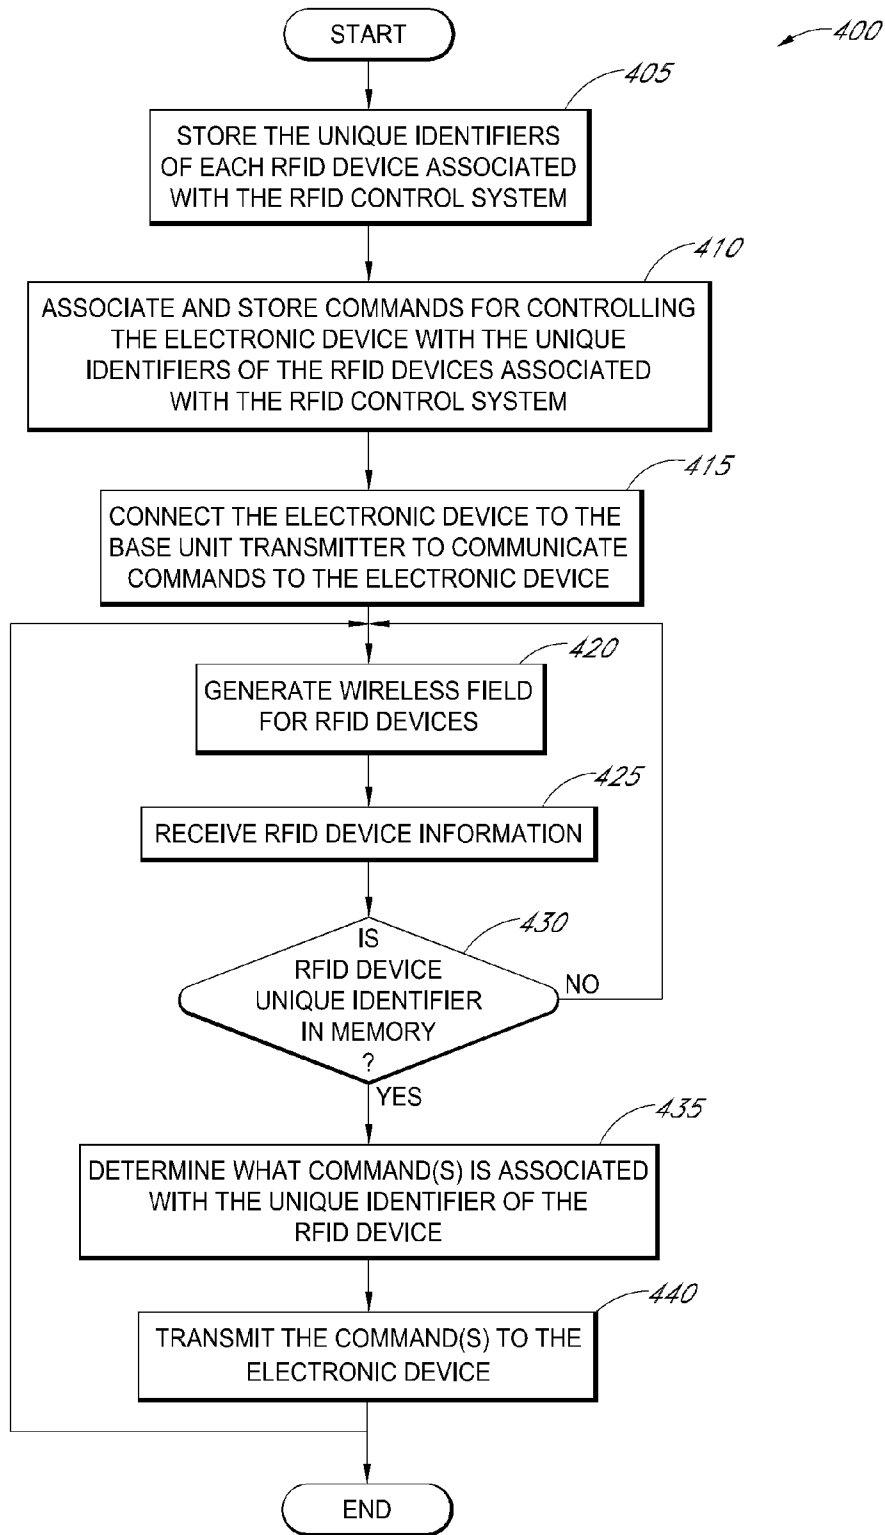 START
400
405
STORE THE UNIQUE IDENTIFIERS
OF EACH RFID DEVICE ASSOCIATED
WITH THE RFID CONTROL SYSTEM
410
ASSOCIATE AND STORE COMMANDS FOR CONTROLLING
THE ELECTRONIC DEVICE WITH THE UNIQUE
IDENTIFIERS OF THE RFID DEVICES ASSOCIATED
WITH THE RFID CONTROL SYSTEM
415
CONNECT THE ELECTRONIC DEVICE TO THE
BASE UNIT TRANSMITTER TO COMMUNICATE
COMMANDS TO THE ELECTRONIC DEVICE
420
GENERATE WIRELESS FIELD
FOR RFID DEVICES
425
RECEIVE RFID DEVICE INFORMATION
430
IS
RFID DEVICE
UNIQUE IDENTIFIER
IN MEMORY
?
NO
YES
435
DETERMINE WHAT COMMAND(S) IS ASSOCIATED
WITH THE UNIQUE IDENTIFIER OF THE
RFID DEVICE
440
TRANSMIT THE COMMAND(S) TO THE
ELECTRONIC DEVICE
END